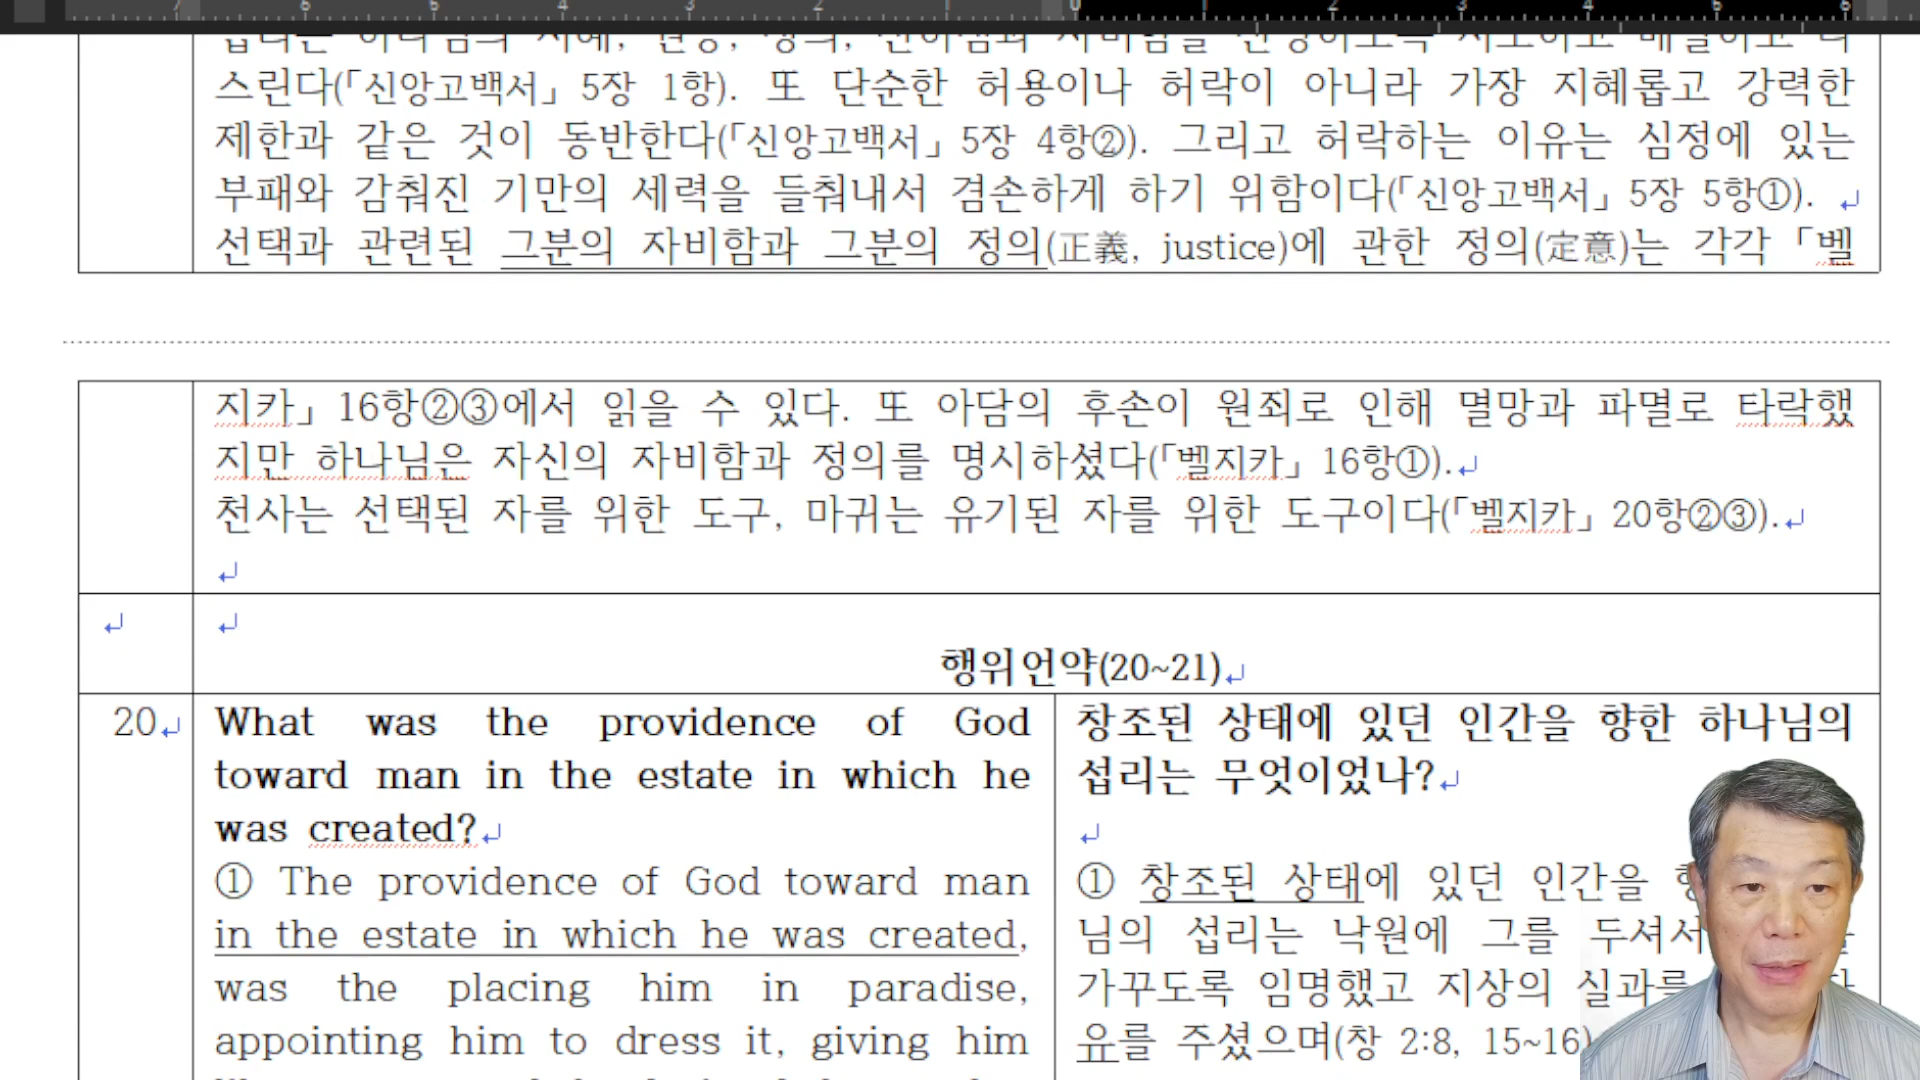 스린다(「신앙고백서」 5장 1항). 또 단순한 허용이나 허락이 아니라 가장 지혜롭고 강력한
제한과 같은 것이 동반한다(「신앙고백서」 5장 4항②). 그리고 허락하는 이유는 심정에 있는
부패와 감춰진 기만의 세력을 들춰내서 겸손하게 하기 위함이다(「신앙고백서」 5장 5항①).
선택과 관련된 그분의 자비함과 그분의 정의(正義, justice)에 관한 정의(定意)는 각각 「벨
지카」 16항②③에서 읽을 수 있다. 또 아담의 후손이 원죄로 인해 멸망과 파멸로 타락했
지만 하나님은 자신의 자비함과 정의를 명시하셨다(「벨지카」 16항①).
천사는 선택된 자를 위한 도구, 마귀는 유기된 자를 위한 도구이다(「벨지카」 20항②③).
행위언약(20~21)
20
What was the providence of God
toward man in the estate in which he
was created?
① The providence of God toward man
in the estate in which he was created,
was the placing him in paradise,
appointing him to dress it, giving him
창조된 상태에 있던 인간을 향한 하나님의
섭리는 무엇이었나?
① 창조된 상태에 있던 인간을
님의 섭리는 낙원에 그를 두셔서
가꾸도록 임명했고 지상의 실과를
유를 주셨으며(창 2:8, 15~16)